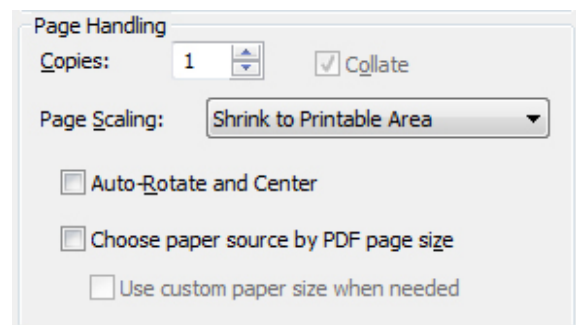 Page Handling
Copies: 1 Collate
Page Scaling: Shrink to Printable Area
Auto-Rotate and Center
Choose paper source by PDF page size
Use custom paper size when needed